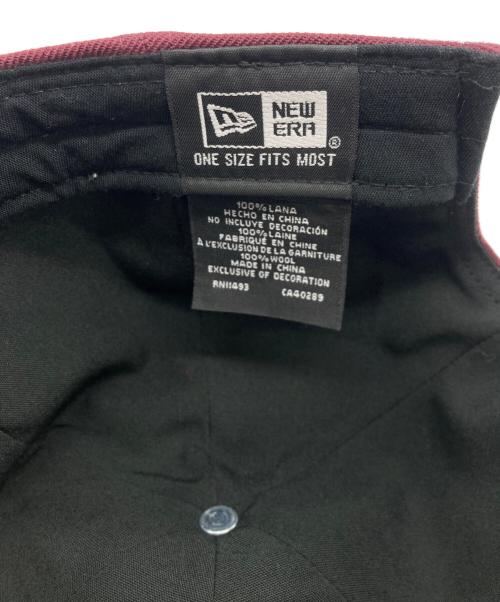 NEW
ERA®
ONE SIZE FITS MOST
100% LANA
HECHO EN CHINA
NO INCLUYE DECORACIÓN
100% LAINE
FABRIQUÉ EN CHINE
À L'EXCLUSION DE LA GARNITURE
100% WOOL
MADE IN CHINA
EXCLUSIVE OF DECORATION
RN11493 CA40289